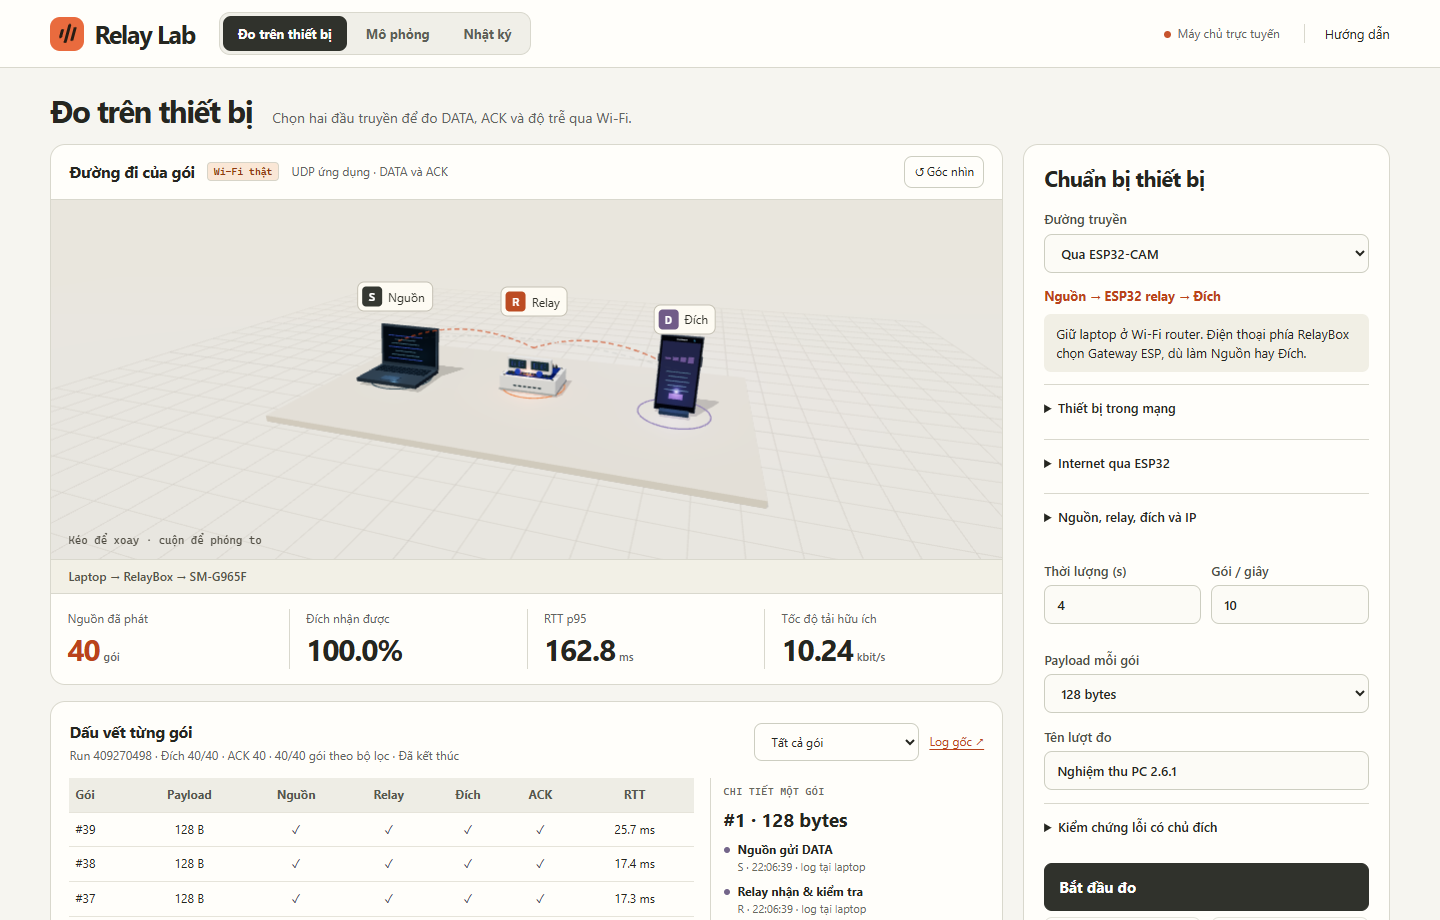 Relay Lab
Đo trên thiết bị
Mô phỏng
Nhật ký
Máy chủ trực tuyến
Hướng dẫn
Đo trên thiết bị
Chọn hai đầu truyền để đo DATA, ACK và độ trễ qua Wi-Fi.
Đường đi của gói
Wi-Fi thật
UDP ứng dụng · DATA và ACK
↺ Góc nhìn
S Nguồn
R Relay
D Đích
Kéo để xoay · cuộn để phóng to
Laptop → RelayBox → SM-G965F
Nguồn đã phát
40 gói
Đích nhận được
100.0%
RTT p95
162.8 ms
Tốc độ tải hữu ích
10.24 kbit/s
Dấu vết từng gói
Run 409270498 · Đích 40/40 · ACK 40 · 40/40 gói theo bộ lọc · Đã kết thúc
Tất cả gói
Log gốc ↗
Gói Payload Nguồn Relay Đích ACK RTT
#39 128 B ✓ ✓ ✓ ✓ 25.7 ms
#38 128 B ✓ ✓ ✓ ✓ 17.4 ms
#37 128 B ✓ ✓ ✓ ✓ 17.3 ms
CHI TIẾT MỘT GÓI
#1 · 128 bytes
Nguồn gửi DATA
S · 22:06:39 · log tại laptop
Relay nhận & kiểm tra
R · 22:06:39 · log tại laptop
Chuẩn bị thiết bị
Đường truyền
Qua ESP32-CAM
Nguồn → ESP32 relay → Đích
Giữ laptop ở Wi-Fi router. Điện thoại phía RelayBox
chọn Gateway ESP, dù làm Nguồn hay Đích.
▶ Thiết bị trong mạng
▶ Internet qua ESP32
▶ Nguồn, relay, đích và IP
Thời lượng (s)
Gói / giây
4
10
Payload mỗi gói
128 bytes
Tên lượt đo
Nghiệm thu PC 2.6.1
▶ Kiểm chứng lỗi có chủ đích
Bắt đầu đo